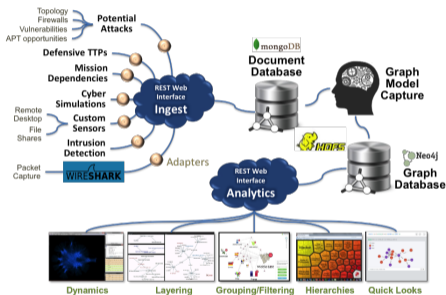 Topology
Firewalls
Vulnerabilities
APT opportunities
Potential
Attacks
Defensive TTPs
Mission
Dependencies
Cyber
Simulations
Remote
Desktop
File
Shares
Custom
Sensors
Intrusion
Detection
Packet
Capture
WIRESHARK
Adapters
REST Web
Interface
Ingest
mongoDB
Document
Database
Graph
Model
Capture
HDFS
Neo4j
Graph
Database
REST Web
Interface
Analytics
Dynamics
Layering
Grouping/Filtering
Hierarchies
Quick Looks